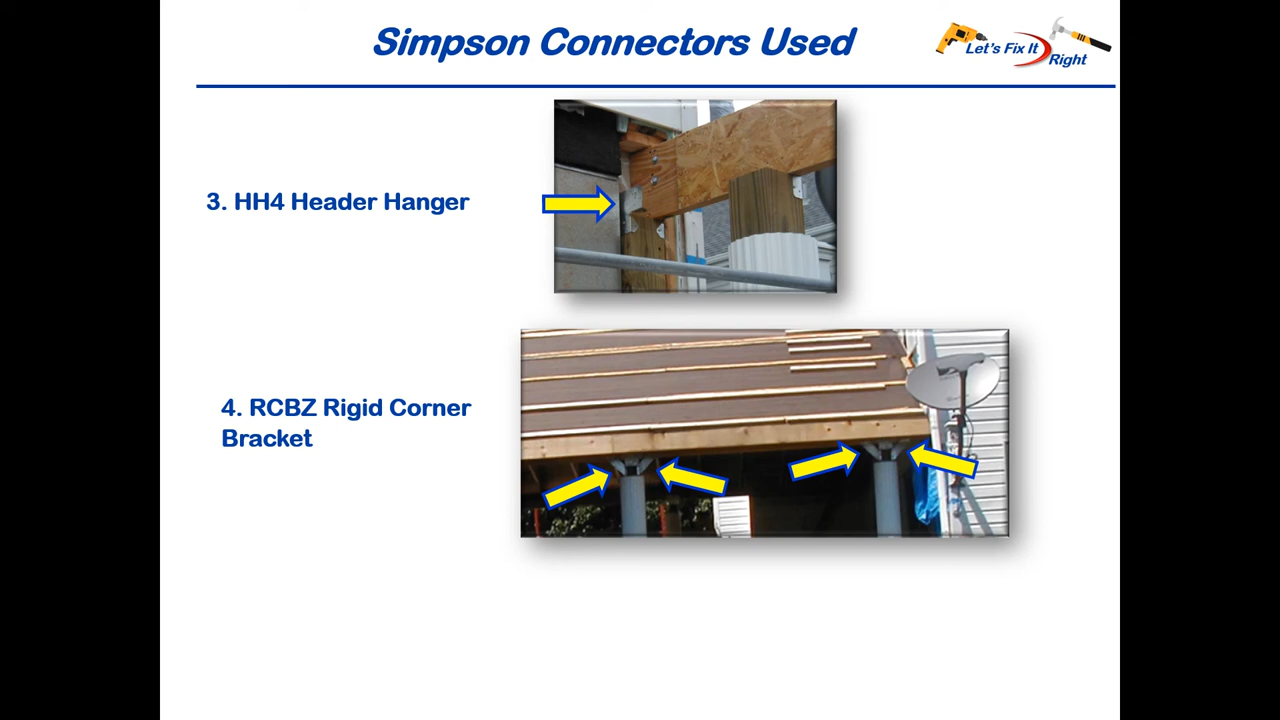 Simpson Connectors Used
Let's Fix It
Right
3. HH4 Header Hanger
4. RCBZ Rigid Corner
Bracket